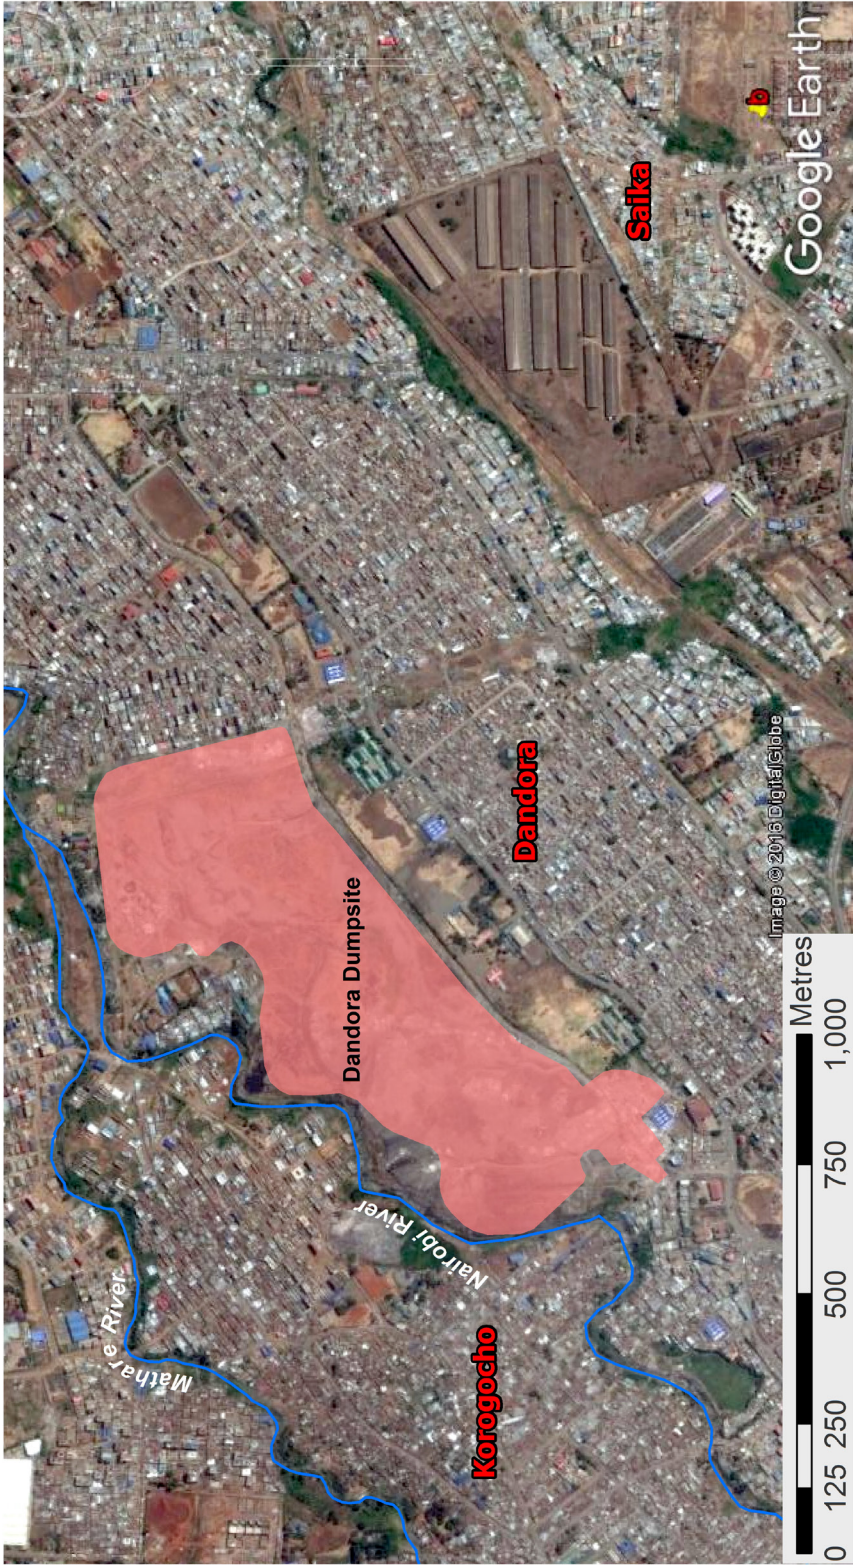 Mathare River
Nairobi River
Korogocho
Dandora Dumpsite
Dandora
Saika
b
Google Earth
Image © 2016 DigitalGlobe
0 125 250 500 750 1,000
Metres